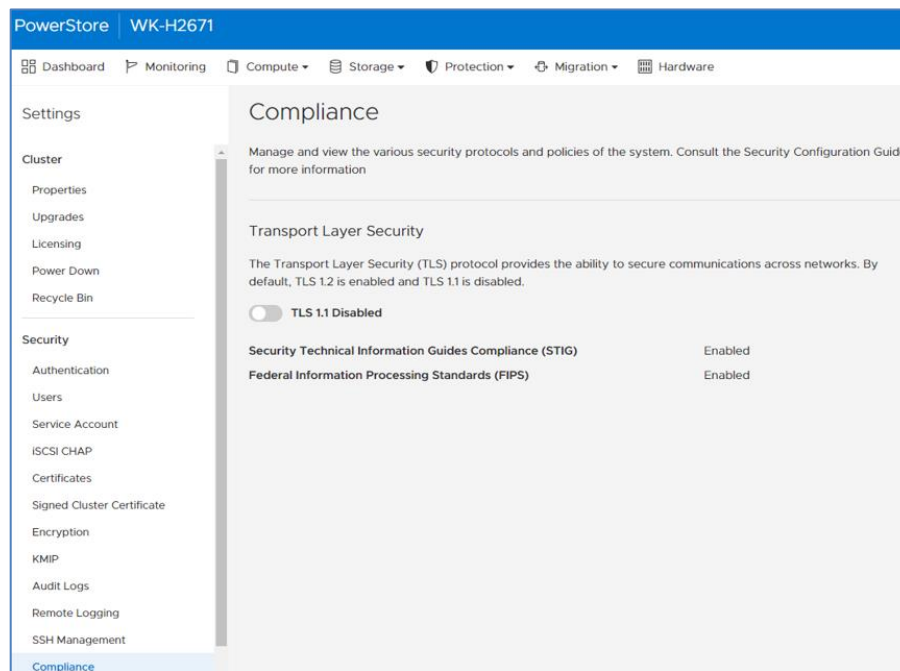 PowerStore WK-H2671
Dashboard Monitoring Compute Storage Protection Migration Hardware
Settings
Cluster
Properties
Upgrades
Licensing
Power Down
Recycle Bin
Security
Authentication
Users
Service Account
iSCSI CHAP
Certificates
Signed Cluster Certificate
Encryption
KMIP
Audit Logs
Remote Logging
SSH Management
Compliance
Compliance
Manage and view the various security protocols and policies of the system. Consult the Security Configuration Guid
for more information
Transport Layer Security
The Transport Layer Security (TLS) protocol provides the ability to secure communications across networks. By
default, TLS 1.2 is enabled and TLS 1.1 is disabled.
TLS 1.1 Disabled
Security Technical Information Guides Compliance (STIG) Enabled
Federal Information Processing Standards (FIPS) Enabled